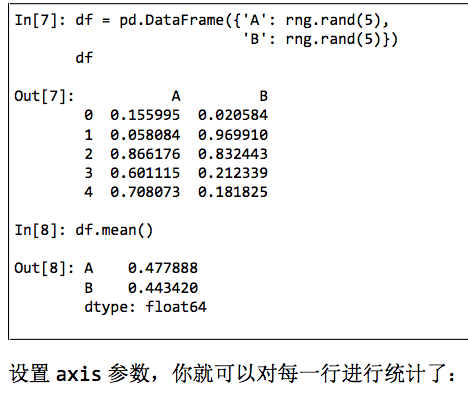 In[7]: df = pd.DataFrame({'A': rng.rand(5),
'B': rng.rand(5)})
df
Out[7]: A B
0 0.155995 0.020584
1 0.058084 0.969910
2 0.866176 0.832443
3 0.601115 0.212339
4 0.708073 0.181825
In[8]: df.mean()
Out[8]: A 0.477888
B 0.443420
dtype: float64
设置 axis 参数，你就可以对每一行进行统计了：